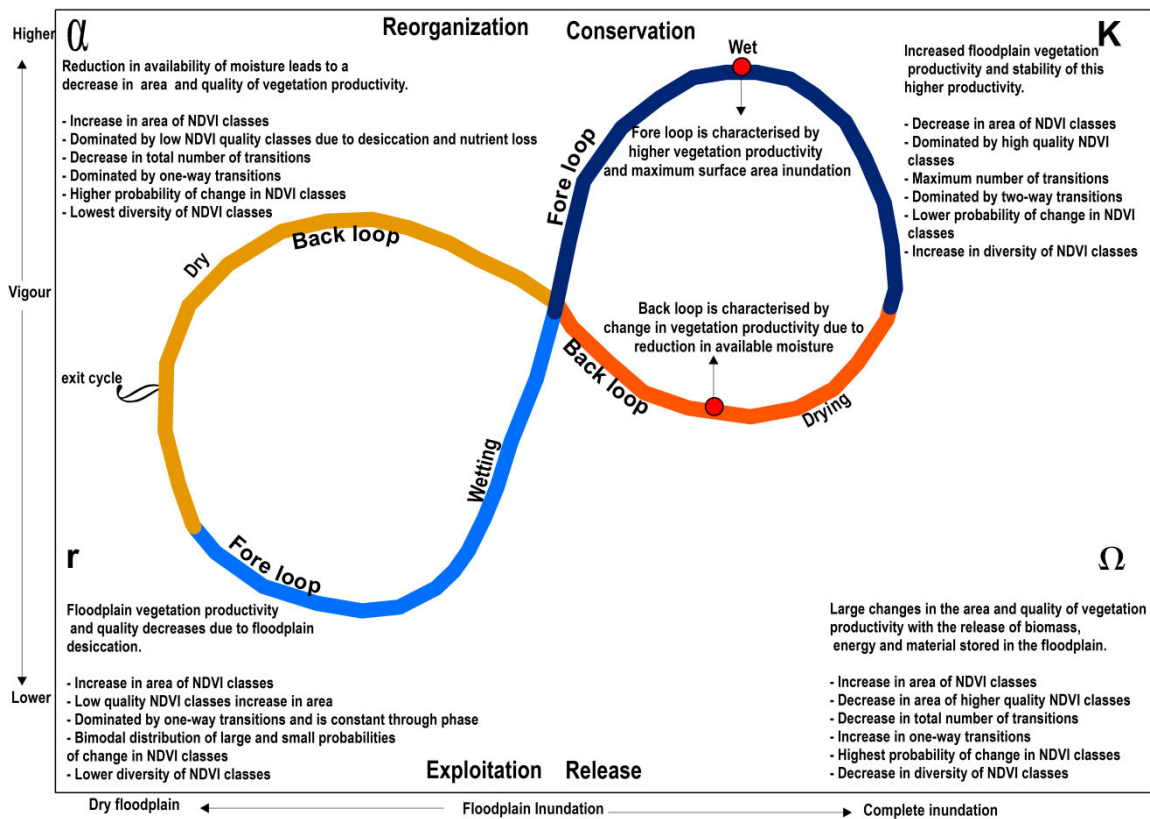 Higher
α
Reorganization Conservation
K
Reduction in availability of moisture leads to a
decrease in area and quality of vegetation productivity.
- Increase in area of NDVI classes
- Dominated by low NDVI quality classes due to desiccation and nutrient loss
- Decrease in total number of transitions
- Dominated by one-way transitions
- Higher probability of change in NDVI classes
- Lowest diversity of NDVI classes
Wet
Fore loop is characterised by
higher vegetation productivity
and maximum surface area inundation
Increased floodplain vegetation
productivity and stability of this
higher productivity.
- Decrease in area of NDVI classes
- Dominated by high quality NDVI
classes
- Maximum number of transitions
- Dominated by two-way transitions
- Lower probability of change in NDVI
classes
- Increase in diversity of NDVI classes
Fore loop
Back loop
Dry
Vigour
exit cycle
Back loop is characterised by
change in vegetation productivity due to
reduction in available moisture
Back loop
Drying
Wetting
Fore loop
r
Floodplain vegetation productivity
and quality decreases due to floodplain
desiccation.
- Increase in area of NDVI classes
- Low quality NDVI classes increase in area
- Dominated by one-way transitions and is constant through phase
- Bimodal distribution of large and small probabilities
of change in NDVI classes
- Lower diversity of NDVI classes
Lower
Ω
Large changes in the area and quality of vegetation
productivity with the release of biomass,
energy and material stored in the floodplain.
- Increase in area of NDVI classes
- Decrease in area of higher quality NDVI classes
- Decrease in total number of transitions
- Increase in one-way transitions
- Highest probability of change in NDVI classes
- Decrease in diversity of NDVI classes
Exploitation Release
Dry floodplain
Floodplain Inundation
Complete inundation